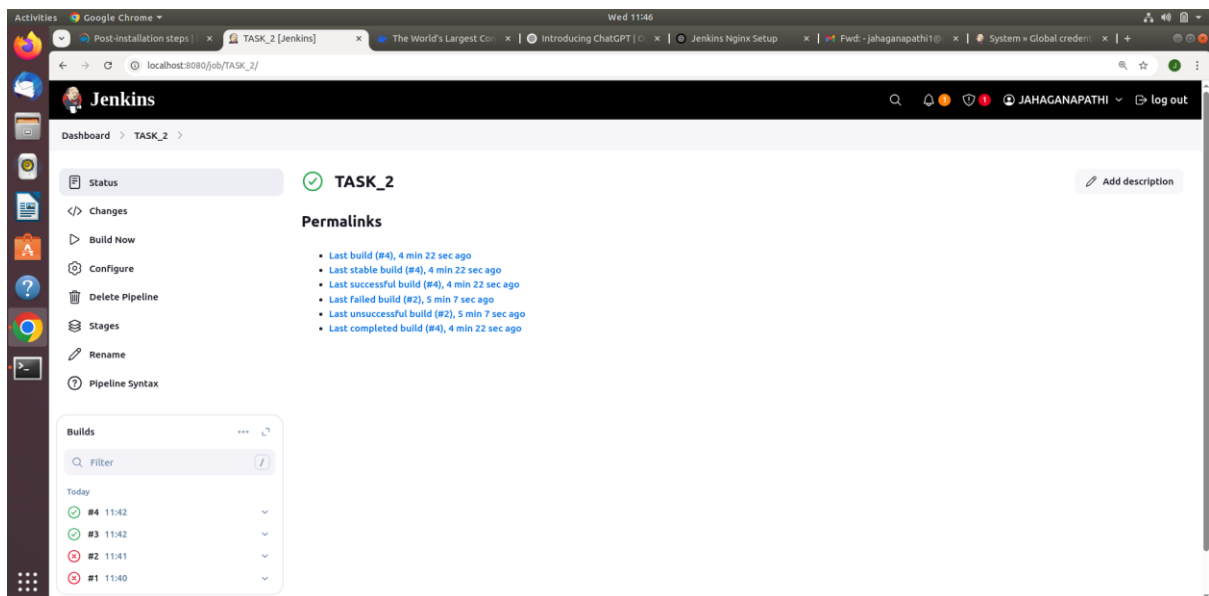 Activities Google Chrome Wed 11:46
Post-installation steps | TASK_2 [Jenkins] The World's Largest Con Introducing ChatGPT | O Jenkins Nginx Setup Fwd: - jahaganapathi1@ System » Global credent
localhost:8080/job/TASK_2/
Jenkins 1 1 JAHAGANAPATHI log out
Dashboard > TASK_2 >
Status
Changes
Build Now
Configure
Delete Pipeline
Stages
Rename
Pipeline Syntax
Builds
Filter /
Today
#4 11:42
#3 11:42
#2 11:41
#1 11:40
TASK_2
Add description
Permalinks
Last build (#4), 4 min 22 sec ago
Last stable build (#4), 4 min 22 sec ago
Last successful build (#4), 4 min 22 sec ago
Last failed build (#2), 5 min 7 sec ago
Last unsuccessful build (#2), 5 min 7 sec ago
Last completed build (#4), 4 min 22 sec ago